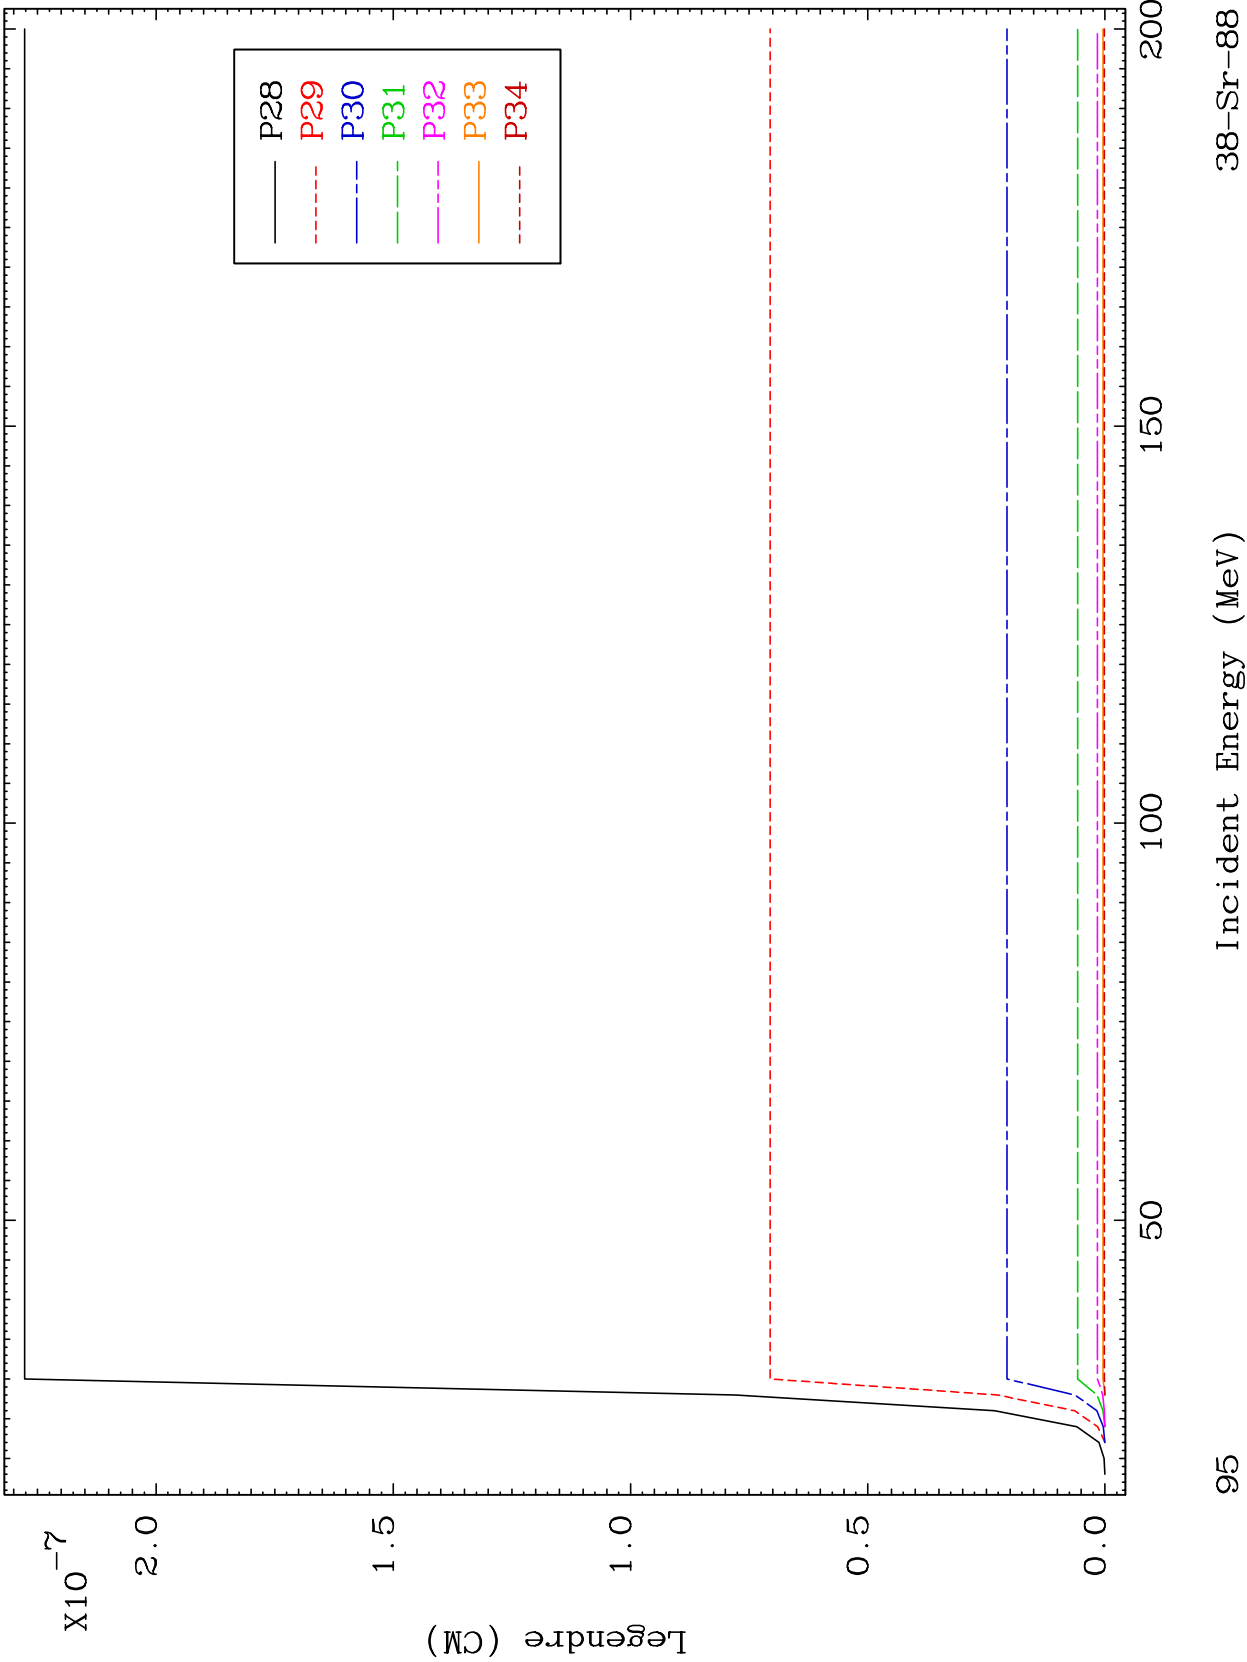 X10-7
2.0
1.5
1.0
0.5
0.0
Legendre (CM)
P28
P29
P30
P31
P32
P33
P34
50
100
150
200
Incident Energy (MeV)
95
38-Sr-88